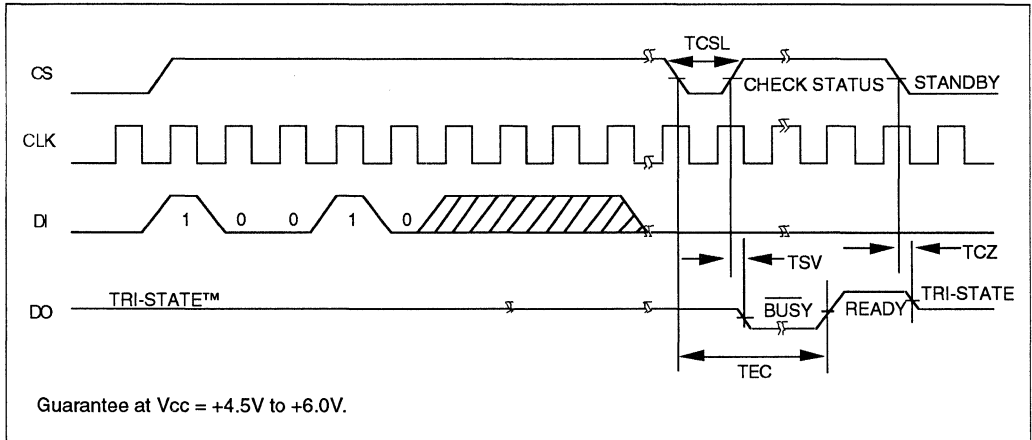 TCSL
CS
CHECK STATUS
STANDBY
CLK
DI
1 0 0 1 0
TSV
TCZ
TRI-STATE™
DO
BUSY
READY
TRI-STATE
TEC
Guarantee at Vcc = +4.5V to +6.0V.